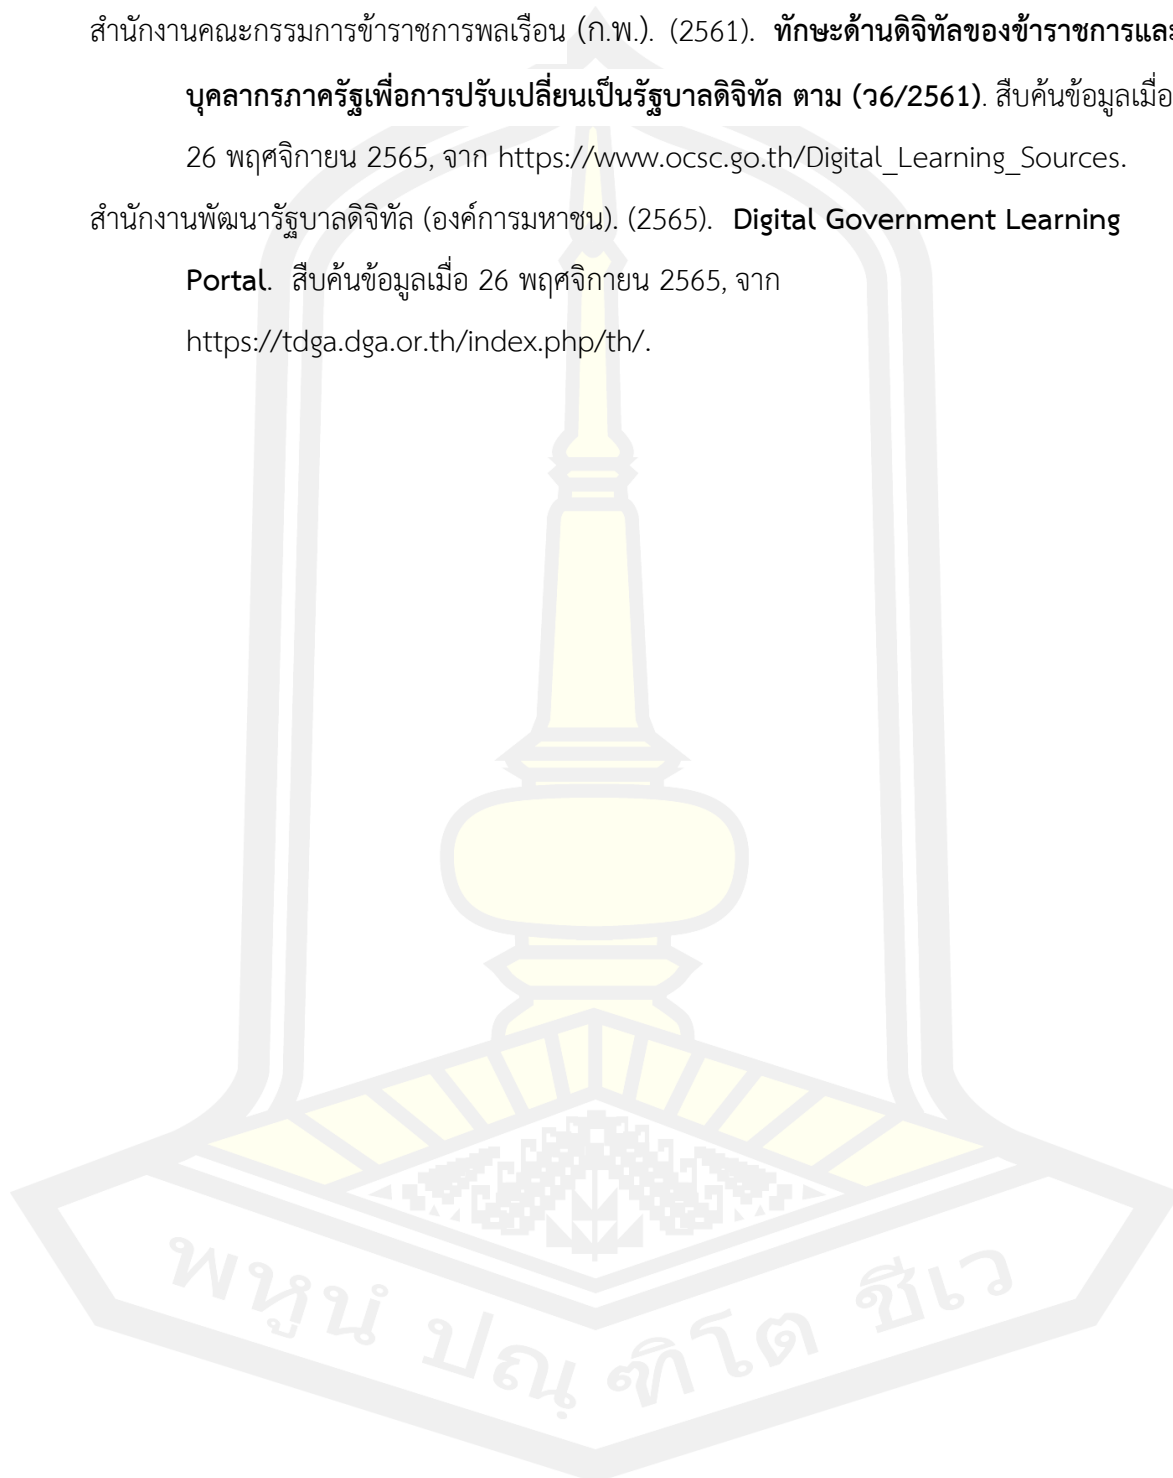 สำนักงานคณะกรรมการข้าราชการพลเรือน (ก.พ.). (2561). ทักษะด้านดิจิทัลของข้าราชการและ
บุคลากรภาครัฐเพื่อการปรับเปลี่ยนเป็นรัฐบาลดิจิทัล ตาม (ว6/2561). สืบค้นข้อมูลเมื่อ
26 พฤศจิกายน 2565, จาก https://www.ocsc.go.th/Digital_Learning_Sources.
สำนักงานพัฒนารัฐบาลดิจิทัล (องค์การมหาชน). (2565). Digital Government Learning
Portal. สืบค้นข้อมูลเมื่อ 26 พฤศจิกายน 2565, จาก
https://tdga.dga.or.th/index.php/th/.
พหูนํ ปณฺฑิโต ชีเว